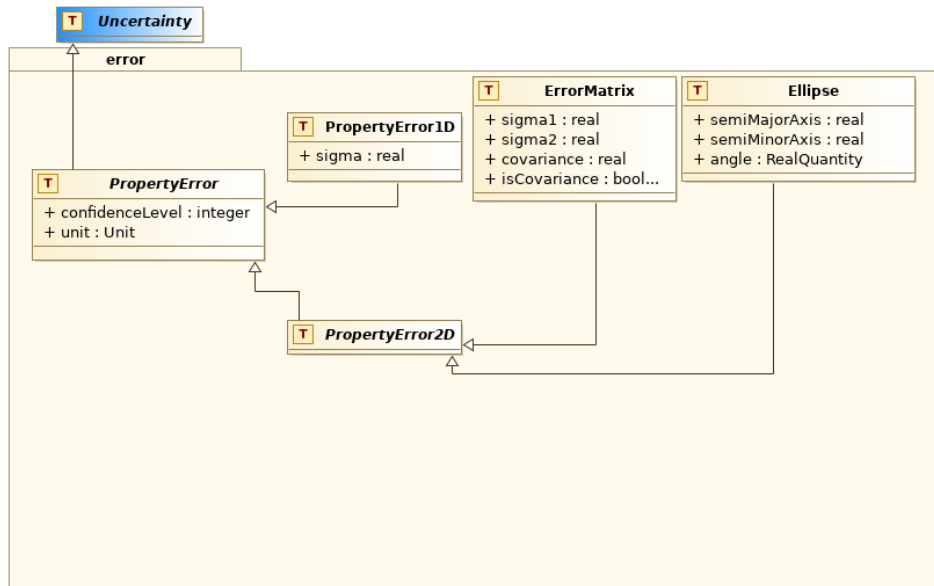 T Uncertainty
error
T PropertyError
+ confidenceLevel : integer
+ unit : Unit
T PropertyError1D
+ sigma : real
T ErrorMatrix
+ sigma1 : real
+ sigma2 : real
+ covariance : real
+ isCovariance : bool...
T Ellipse
+ semiMajorAxis : real
+ semiMinorAxis : real
+ angle : RealQuantity
T PropertyError2D